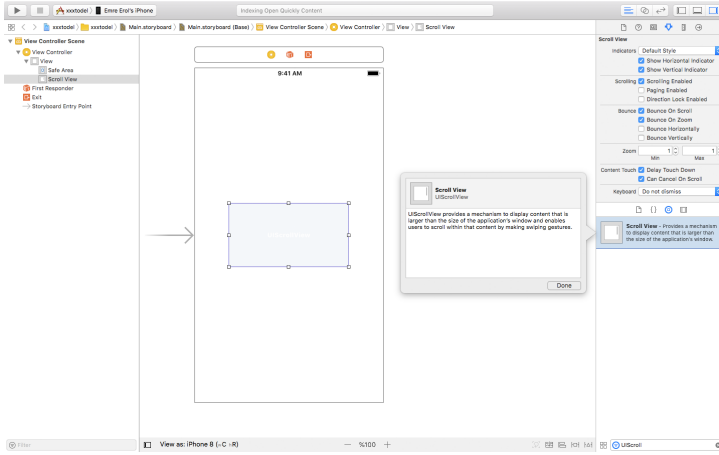 xxxtodel ⟩ Emre Erol's iPhone
Indexing Open Quickly Content
xxxtodel ⟩ xxxtodel ⟩ Main.storyboard ⟩ Main.storyboard (Base) ⟩ View Controller Scene ⟩ View Controller ⟩ View ⟩ Scroll View
View Controller Scene
View Controller
View
Safe Area
Scroll View
First Responder
Exit
Storyboard Entry Point
Filter
9:41 AM
Scroll View
UIScrollView
UIScrollView provides a mechanism to display content that is
larger than the size of the application's window and enables
users to scroll within that content by making swiping gestures.
Done
View as: iPhone 8 (wC hR)
— %100 +
Scroll View
Indicators Default Style
Show Horizontal Indicator
Show Vertical Indicator
Scrolling Scrolling Enabled
Paging Enabled
Direction Lock Enabled
Bounce Bounce On Scroll
Bounce On Zoom
Bounce Horizontally
Bounce Vertically
Zoom 1 1
Min Max
Content Touch Delay Touch Down
Can Cancel On Scroll
Keyboard Do not dismiss
{}
Scroll View - Provides a mechanism
to display content that is larger than
the size of the application's window.
UIScroll